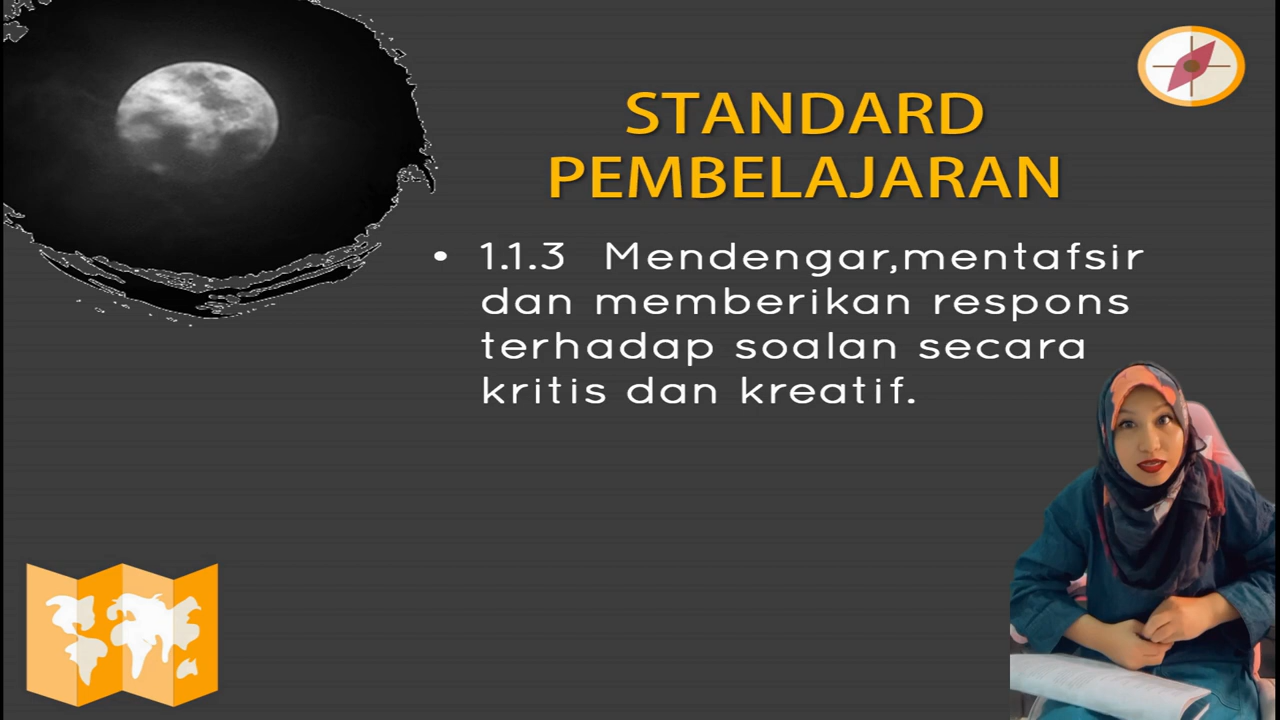 STANDARD
PEMBELAJARAN
• 1.1.3 Mendengar,mentafsir
dan memberikan respons
terhadap soalan secara
kritis dan kreatif.